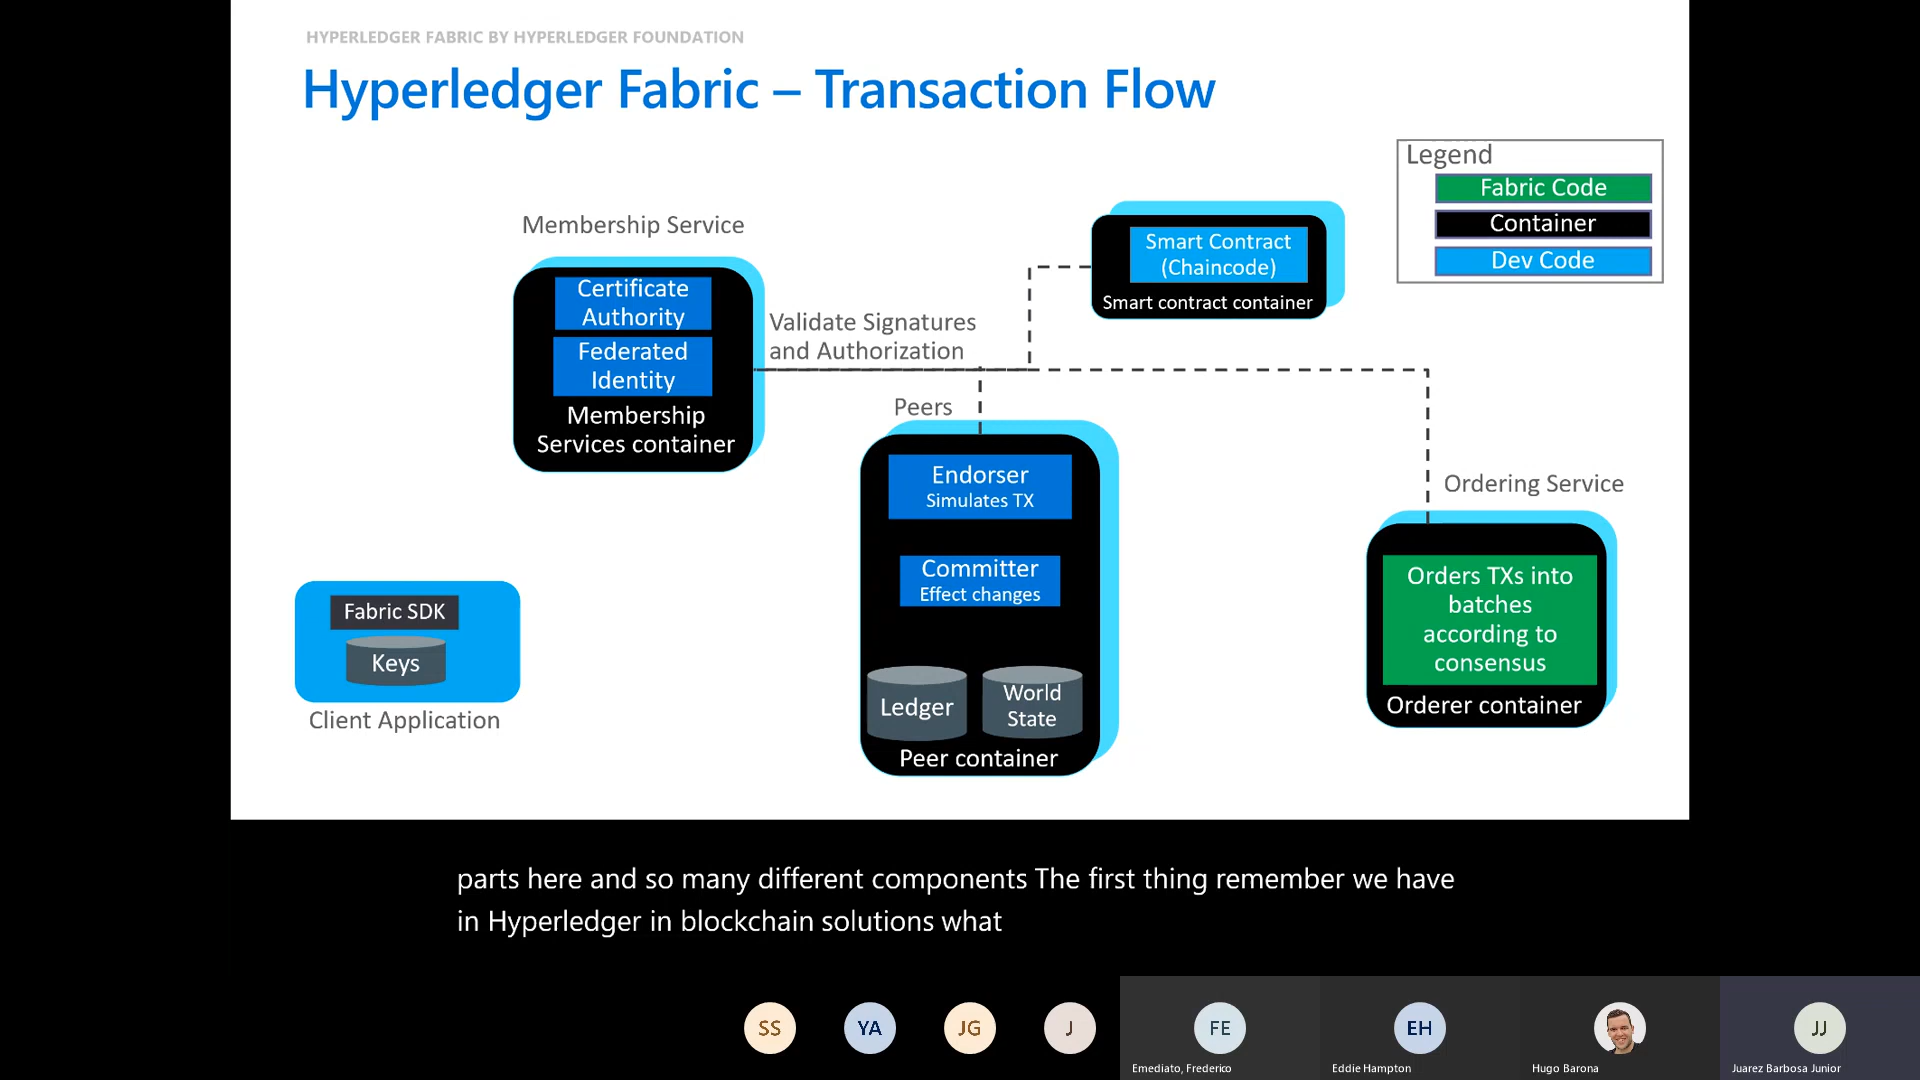 HYPERLEDGER FABRIC BY HYPERLEDGER FOUNDATION
Hyperledger Fabric – Transaction Flow
Legend
Fabric Code
Container
Dev Code
Membership Service
Certificate
Authority
Federated
Identity
Membership
Services container
Validate Signatures
and Authorization
Smart Contract
(Chaincode)
Smart contract container
Peers
Endorser
Simulates TX
Committer
Effect changes
Ledger
World
State
Peer container
Ordering Service
Orders TXs into
batches
according to
consensus
Orderer container
Fabric SDK
Keys
Client Application
parts here and so many different components The first thing remember we have
in Hyperledger in blockchain solutions what
SS
YA
JG
J
FE
Emediato, Frederico
EH
Eddie Hampton
Hugo Barona
JJ
Juarez Barbosa Junior